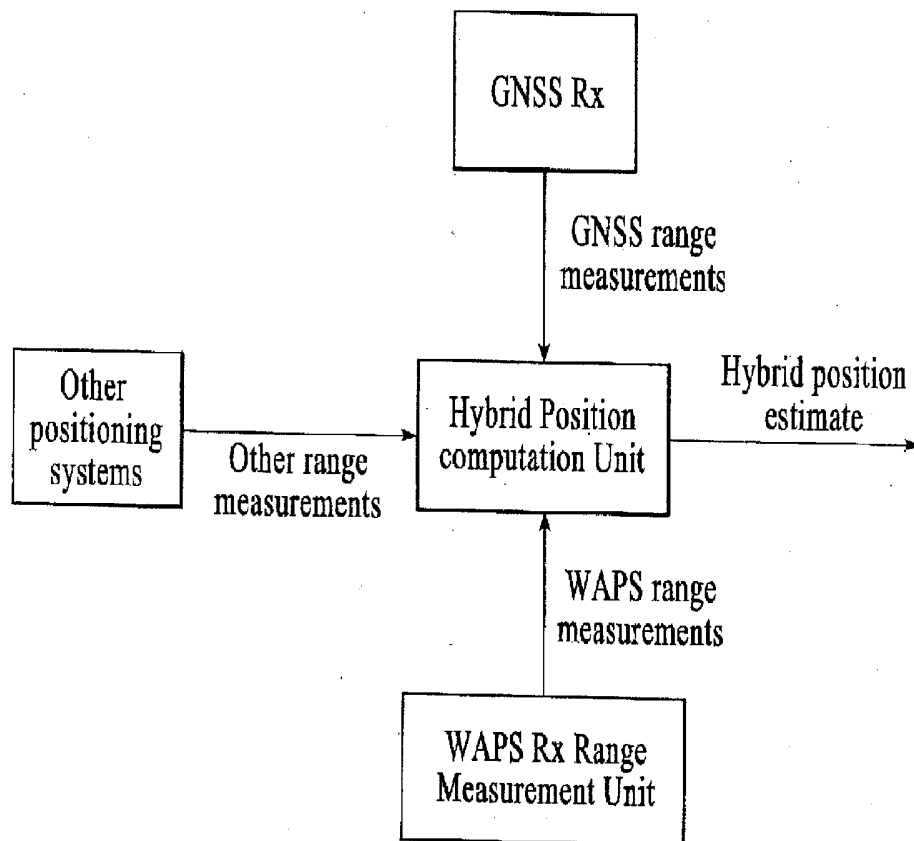 GNSS Rx
GNSS range
measurements
Other
positioning
systems
Other range
measurements
Hybrid Position
computation Unit
Hybrid position
estimate
WAPS range
measurements
WAPS Rx Range
Measurement Unit